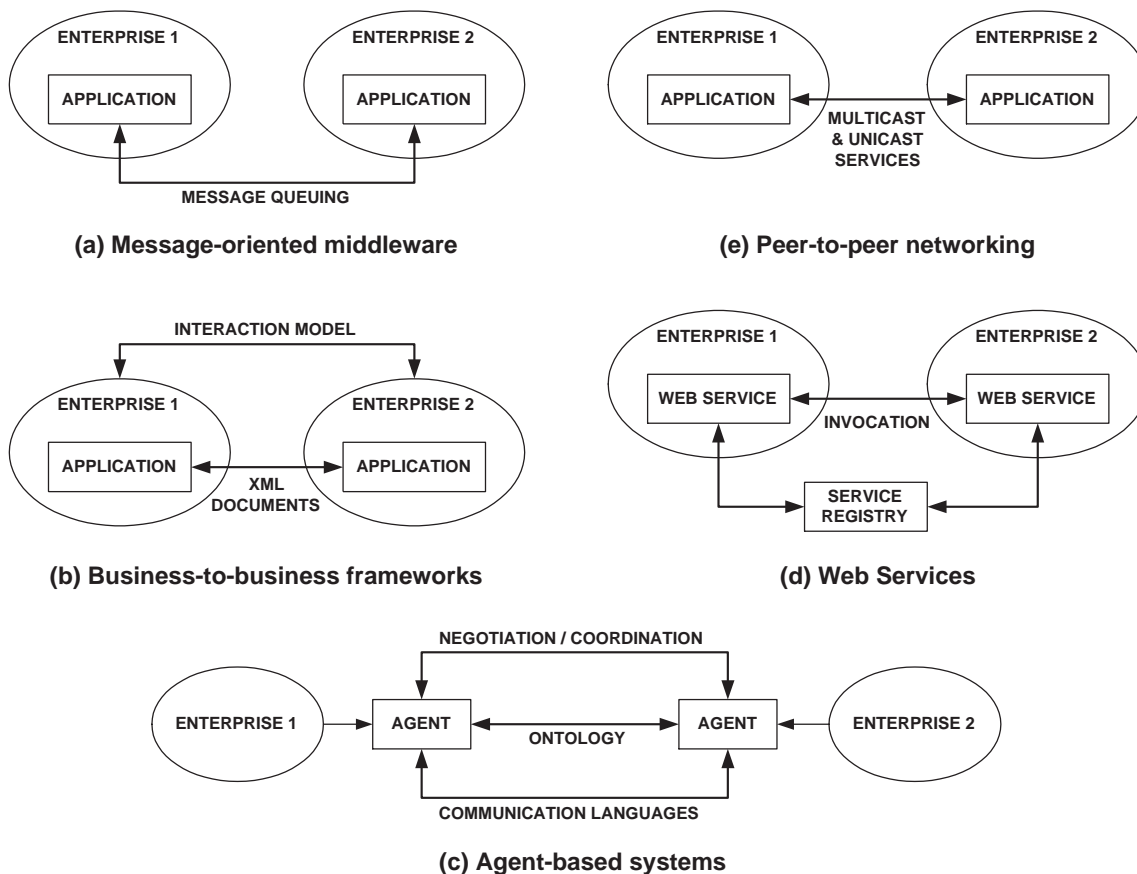 ENTERPRISE 1
ENTERPRISE 2
APPLICATION
APPLICATION
MESSAGE QUEUING
(a) Message-oriented middleware
ENTERPRISE 1
ENTERPRISE 2
APPLICATION
APPLICATION
MULTICAST
& UNICAST
SERVICES
(e) Peer-to-peer networking
INTERACTION MODEL
ENTERPRISE 1
ENTERPRISE 2
APPLICATION
APPLICATION
XML
DOCUMENTS
(b) Business-to-business frameworks
ENTERPRISE 1
ENTERPRISE 2
WEB SERVICE
WEB SERVICE
INVOCATION
SERVICE
REGISTRY
(d) Web Services
NEGOTIATION / COORDINATION
ENTERPRISE 1
AGENT
AGENT
ENTERPRISE 2
ONTOLOGY
COMMUNICATION LANGUAGES
(c) Agent-based systems